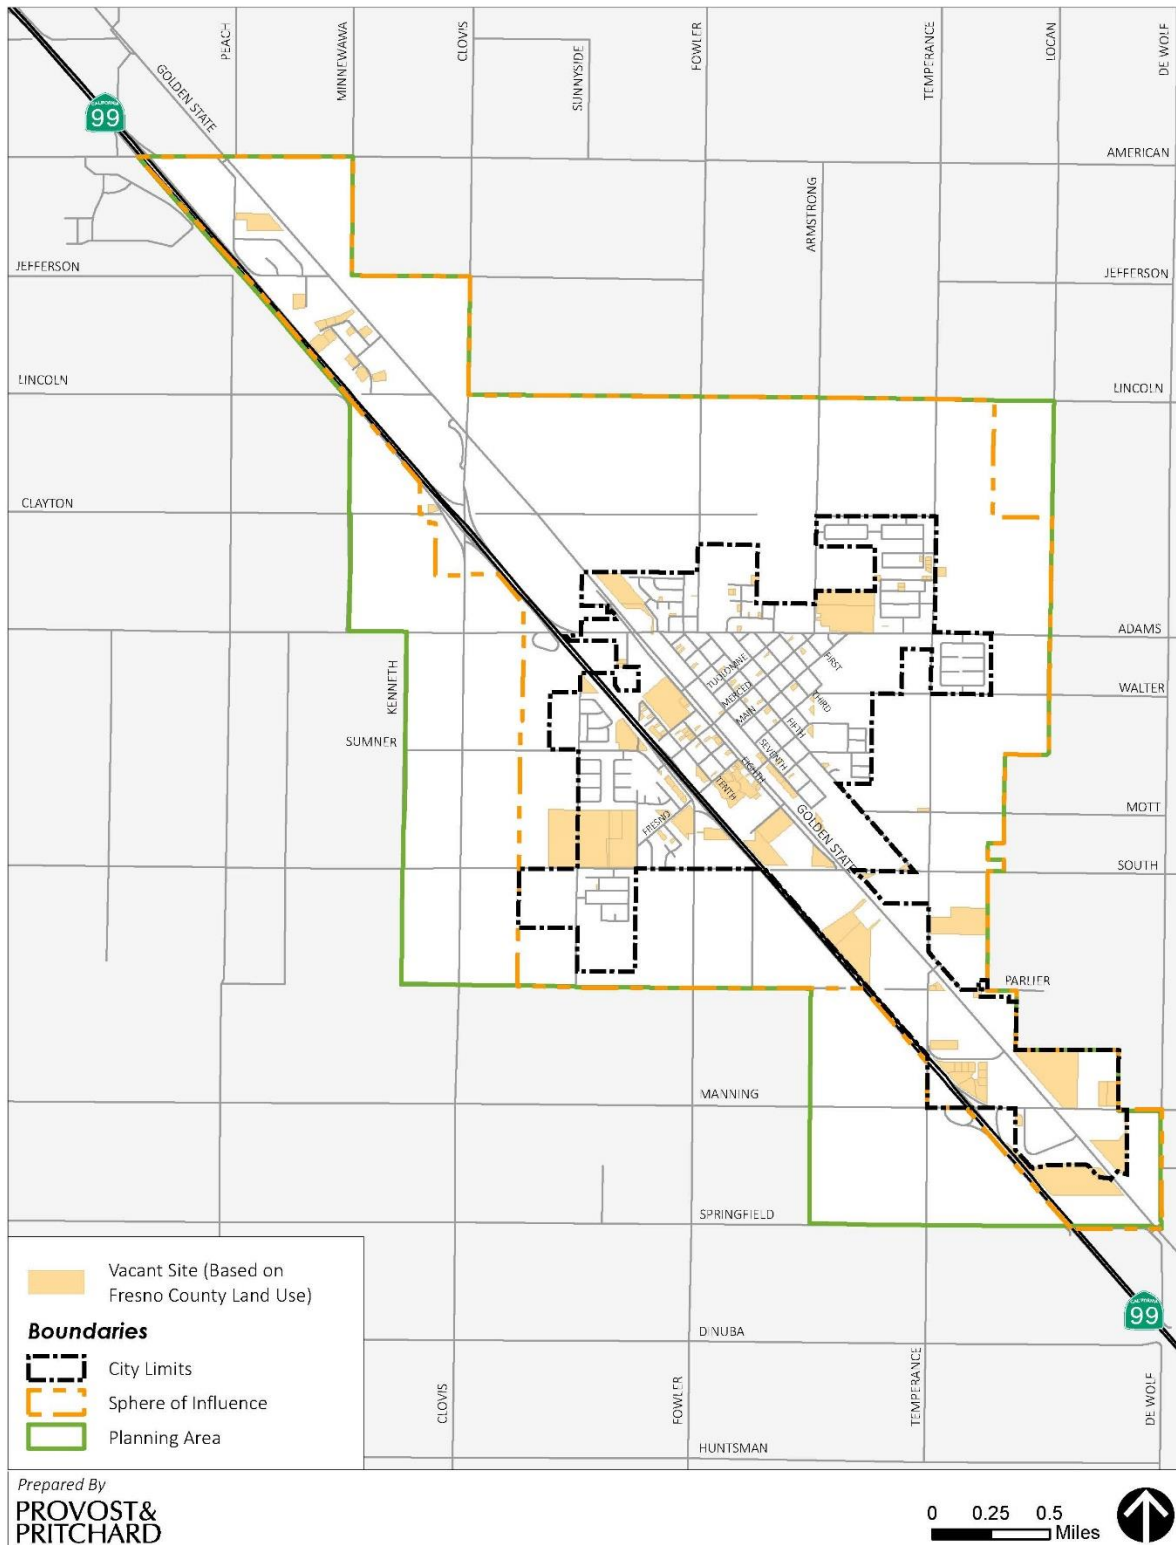 PEACH
MINNEWAWA
CLOVIS
SUNNYSIDE
FOWLER
TEMPERANCE
LOCAN
DE WOLF
GOLDEN STATE
CALIFORNIA
99
AMERICAN
ARMSTRONG
JEFFERSON
JEFFERSON
LINCOLN
LINCOLN
CLAYTON
ADAMS
KENNETH
TUOLUMNE
FIRST
MERCED
WALTER
MAIN
THIRD
FIFTH
SUMNER
SEVENTH
EIGHTH
TENTH
FRESNO
GOLDEN STATE
MOTT
SOUTH
PARLIER
MANNING
SPRINGFIELD
Vacant Site (Based on
Fresno County Land Use)
Boundaries
City Limits
Sphere of Influence
Planning Area
CALIFORNIA
99
DINUBA
CLOVIS
FOWLER
TEMPERANCE
DE WOLF
HUNTSMAN
Prepared By
PROVOST&
PRITCHARD
0 0.25 0.5
Miles